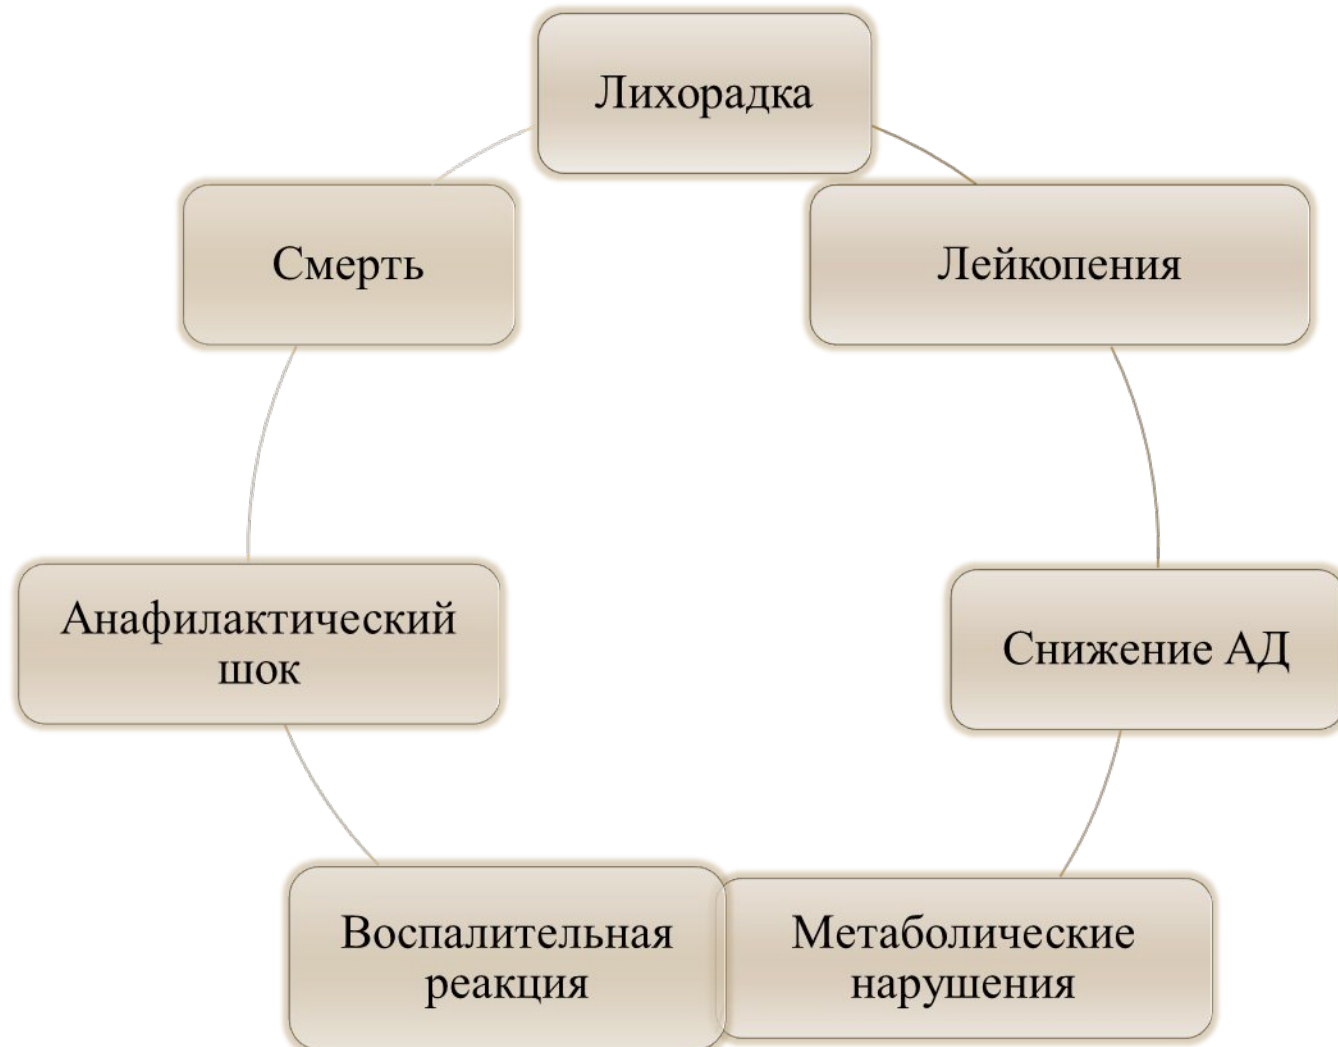 Лихорадка
Лейкопения
Снижение АД
Метаболические
нарушения
Воспалительная
реакция
Анафилактический
шок
Смерть